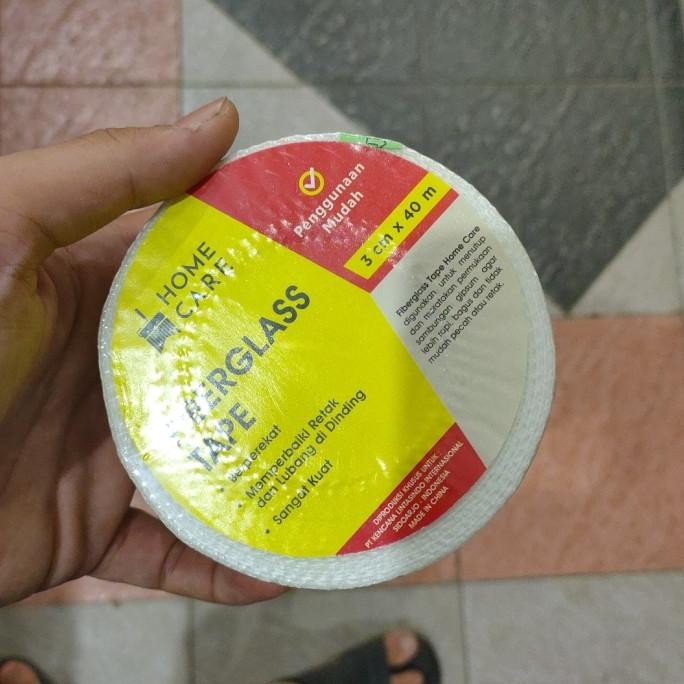 Penggunaan
Mudah
3 cm x 40 m
HOME
CARE
FIBERGLASS
TAPE
• Berperekat
• Memperbaiki Retak
dan Lubang di Dinding
• Sangat Kuat
Fiberglass Tape Home Care
digunakan untuk menutup
dan meratakan permukaan
sambungan gipsum agar
lebih rapi, bagus dan tidak
mudah pecah atau retak.
DIPRODUKSI KHUSUS UNTUK :
PT KENCANA LINTASINDO INTERNASIONAL
SIDOARJO - INDONESIA
MADE IN CHINA